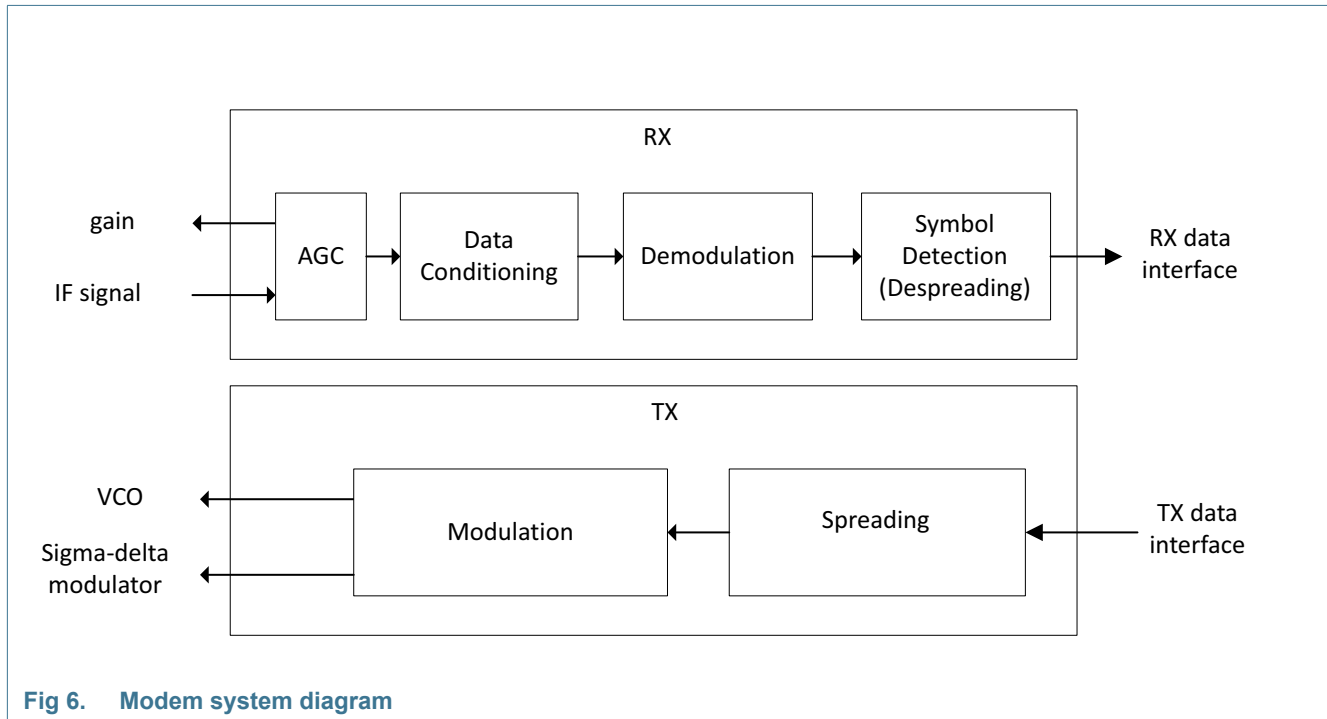 RX
gain
IF signal
AGC
Data
Conditioning
Demodulation
Symbol
Detection
(Despreading)
RX data
interface
TX
VCO
Sigma-delta
modulator
Modulation
Spreading
TX data
interface
Fig 6. Modem system diagram